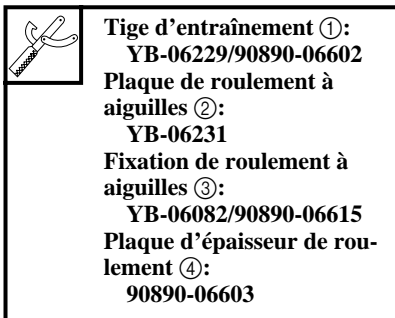 Tige d’entraînement ①:
YB-06229/90890-06602
Plaque de roulement à
aiguilles ②:
YB-06231
Fixation de roulement à
aiguilles ③:
YB-06082/90890-06615
Plaque d’épaisseur de rou-
lement ④:
90890-06603